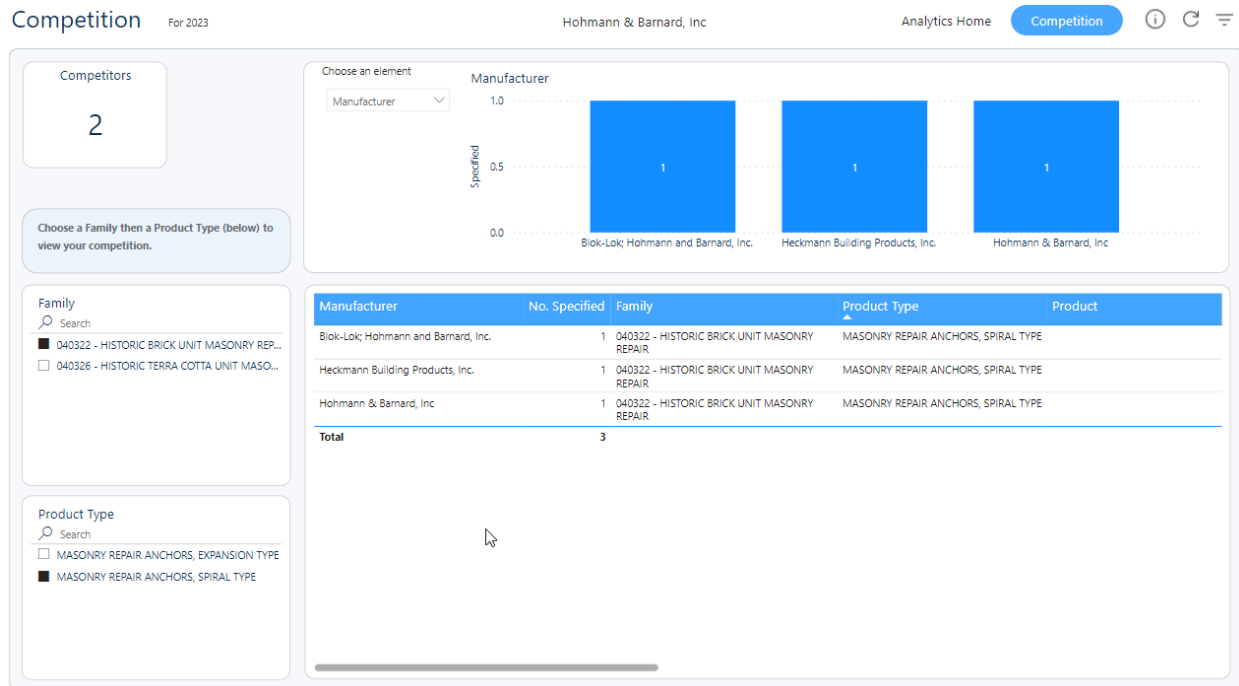 Competition For 2023 Hohmann & Barnard, Inc Analytics Home Competition
Competitors
2
Choose a Family then a Product Type (below) to
view your competition.
Choose an element
Manufacturer
Manufacturer
Specified
1.0
0.5
0.0
1 1 1
Blok-Lok; Hohmann and Barnard, Inc. Heckmann Building Products, Inc. Hohmann & Barnard, Inc
Family
Search
040322 - HISTORIC BRICK UNIT MASONRY REP...
040326 - HISTORIC TERRA COTTA UNIT MASO...
Product Type
Search
MASONRY REPAIR ANCHORS, EXPANSION TYPE
MASONRY REPAIR ANCHORS, SPIRAL TYPE
Manufacturer No. Specified Family Product Type Product
Blok-Lok; Hohmann and Barnard, Inc. 1 040322 - HISTORIC BRICK UNIT MASONRY MASONRY REPAIR ANCHORS, SPIRAL TYPE
REPAIR
Heckmann Building Products, Inc. 1 040322 - HISTORIC BRICK UNIT MASONRY MASONRY REPAIR ANCHORS, SPIRAL TYPE
REPAIR
Hohmann & Barnard, Inc 1 040322 - HISTORIC BRICK UNIT MASONRY MASONRY REPAIR ANCHORS, SPIRAL TYPE
REPAIR
Total 3